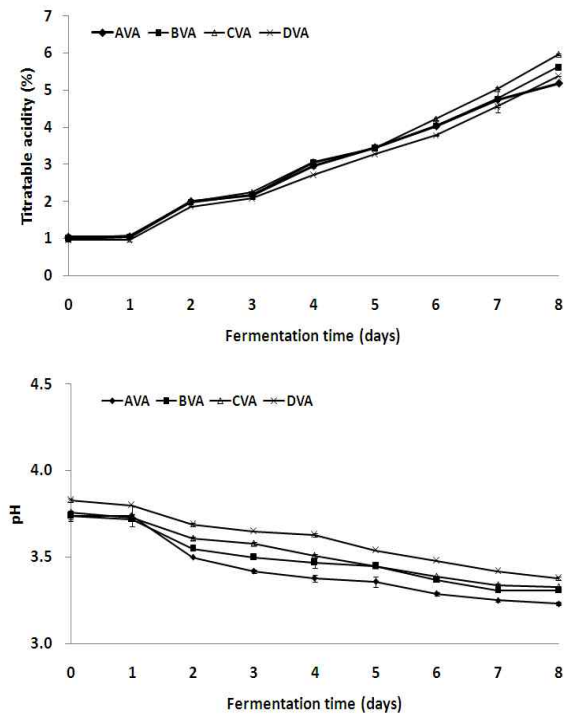 7
AVA BVA CVA DVA
6
5
4
3
2
1
0
Titratable acidity (%)
0 1 2 3 4 5 6 7 8
Fermentation time (days)
4.5
AVA BVA CVA DVA
4.0
3.5
3.0
pH
0 1 2 3 4 5 6 7 8
Fermentation time (days)